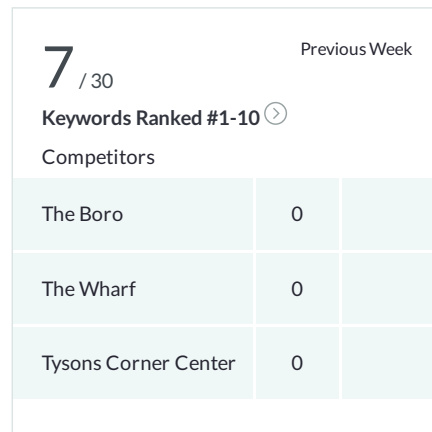 7 / 30
Previous Week
Keywords Ranked #1-10
Competitors
The Boro 0
The Wharf 0
Tysons Corner Center 0